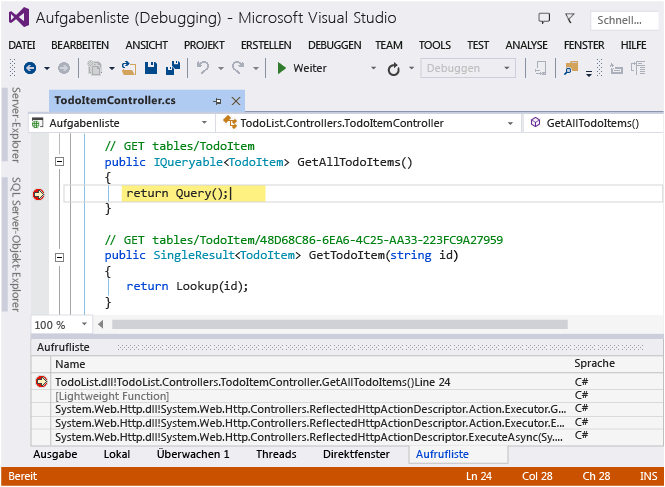 Aufgabenliste (Debugging) - Microsoft Visual Studio
Schnell...
DATEI BEARBEITEN ANSICHT PROJEKT ERSTELLEN DEBUGGEN TEAM TOOLS TEST ANALYSE FENSTER HILFE
Weiter Debuggen
Server-Explorer
SQL Server-Objekt-Explorer
TodoItemController.cs
Aufgabenliste TodoList.Controllers.TodoItemController GetAllTodoItems()
// GET tables/TodoItem
public IQueryable<TodoItem> GetAllTodoItems()
{
return Query();
}
// GET tables/TodoItem/48D68C86-6EA6-4C25-AA33-223FC9A27959
public SingleResult<TodoItem> GetTodoItem(string id)
{
return Lookup(id);
}
100 %
Aufrufliste
Name Sprache
TodoList.dll!TodoList.Controllers.TodoItemController.GetAllTodoItems()Line 24 C#
[Lightweight Function] C#
System.Web.Http.dll!System.Web.Http.Controllers.ReflectedHttpActionDescriptor.Action.Executor.G... C#
System.Web.Http.dll!System.Web.Http.Controllers.ReflectedHttpActionDescriptor.Action.Executor.E... C#
System.Web.Http.dll!System.Web.Http.Controllers.ReflectedHttpActionDescriptor.ExecuteAsync(Sy.... C#
Ausgabe Lokal Überwachen 1 Threads Direktfenster Aufrufliste
Bereit Ln 24 Col 28 Ch 28 INS